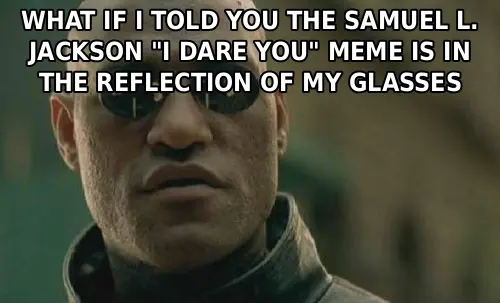 WHAT IF I TOLD YOU THE SAMUEL L.
JACKSON "I DARE YOU" MEME IS IN
THE REFLECTION OF MY GLASSES